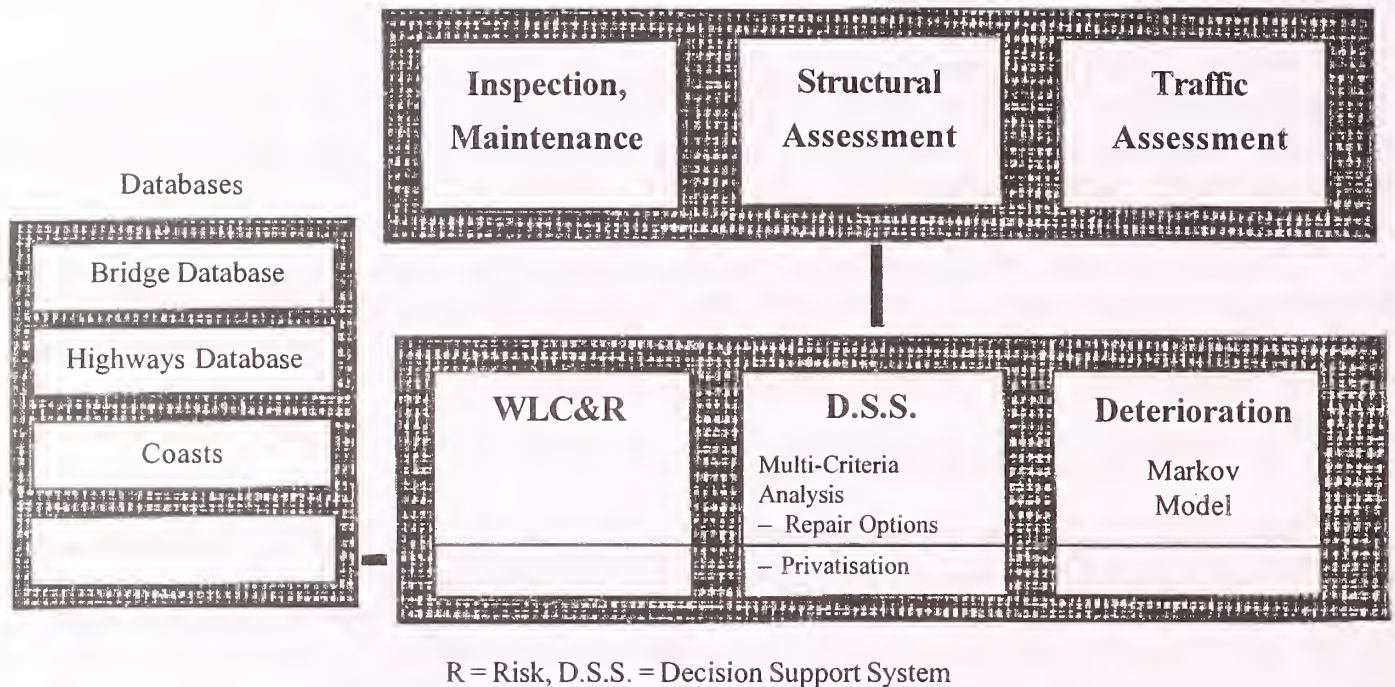 Inspection,
Maintenance
Structural
Assessment
Traffic
Assessment
Databases
Bridge Database
Highways Database
Coasts
WLC&R
D.S.S.
Multi-Criteria
Analysis
– Repair Options
– Privatisation
Deterioration
Markov
Model
R = Risk, D.S.S. = Decision Support System